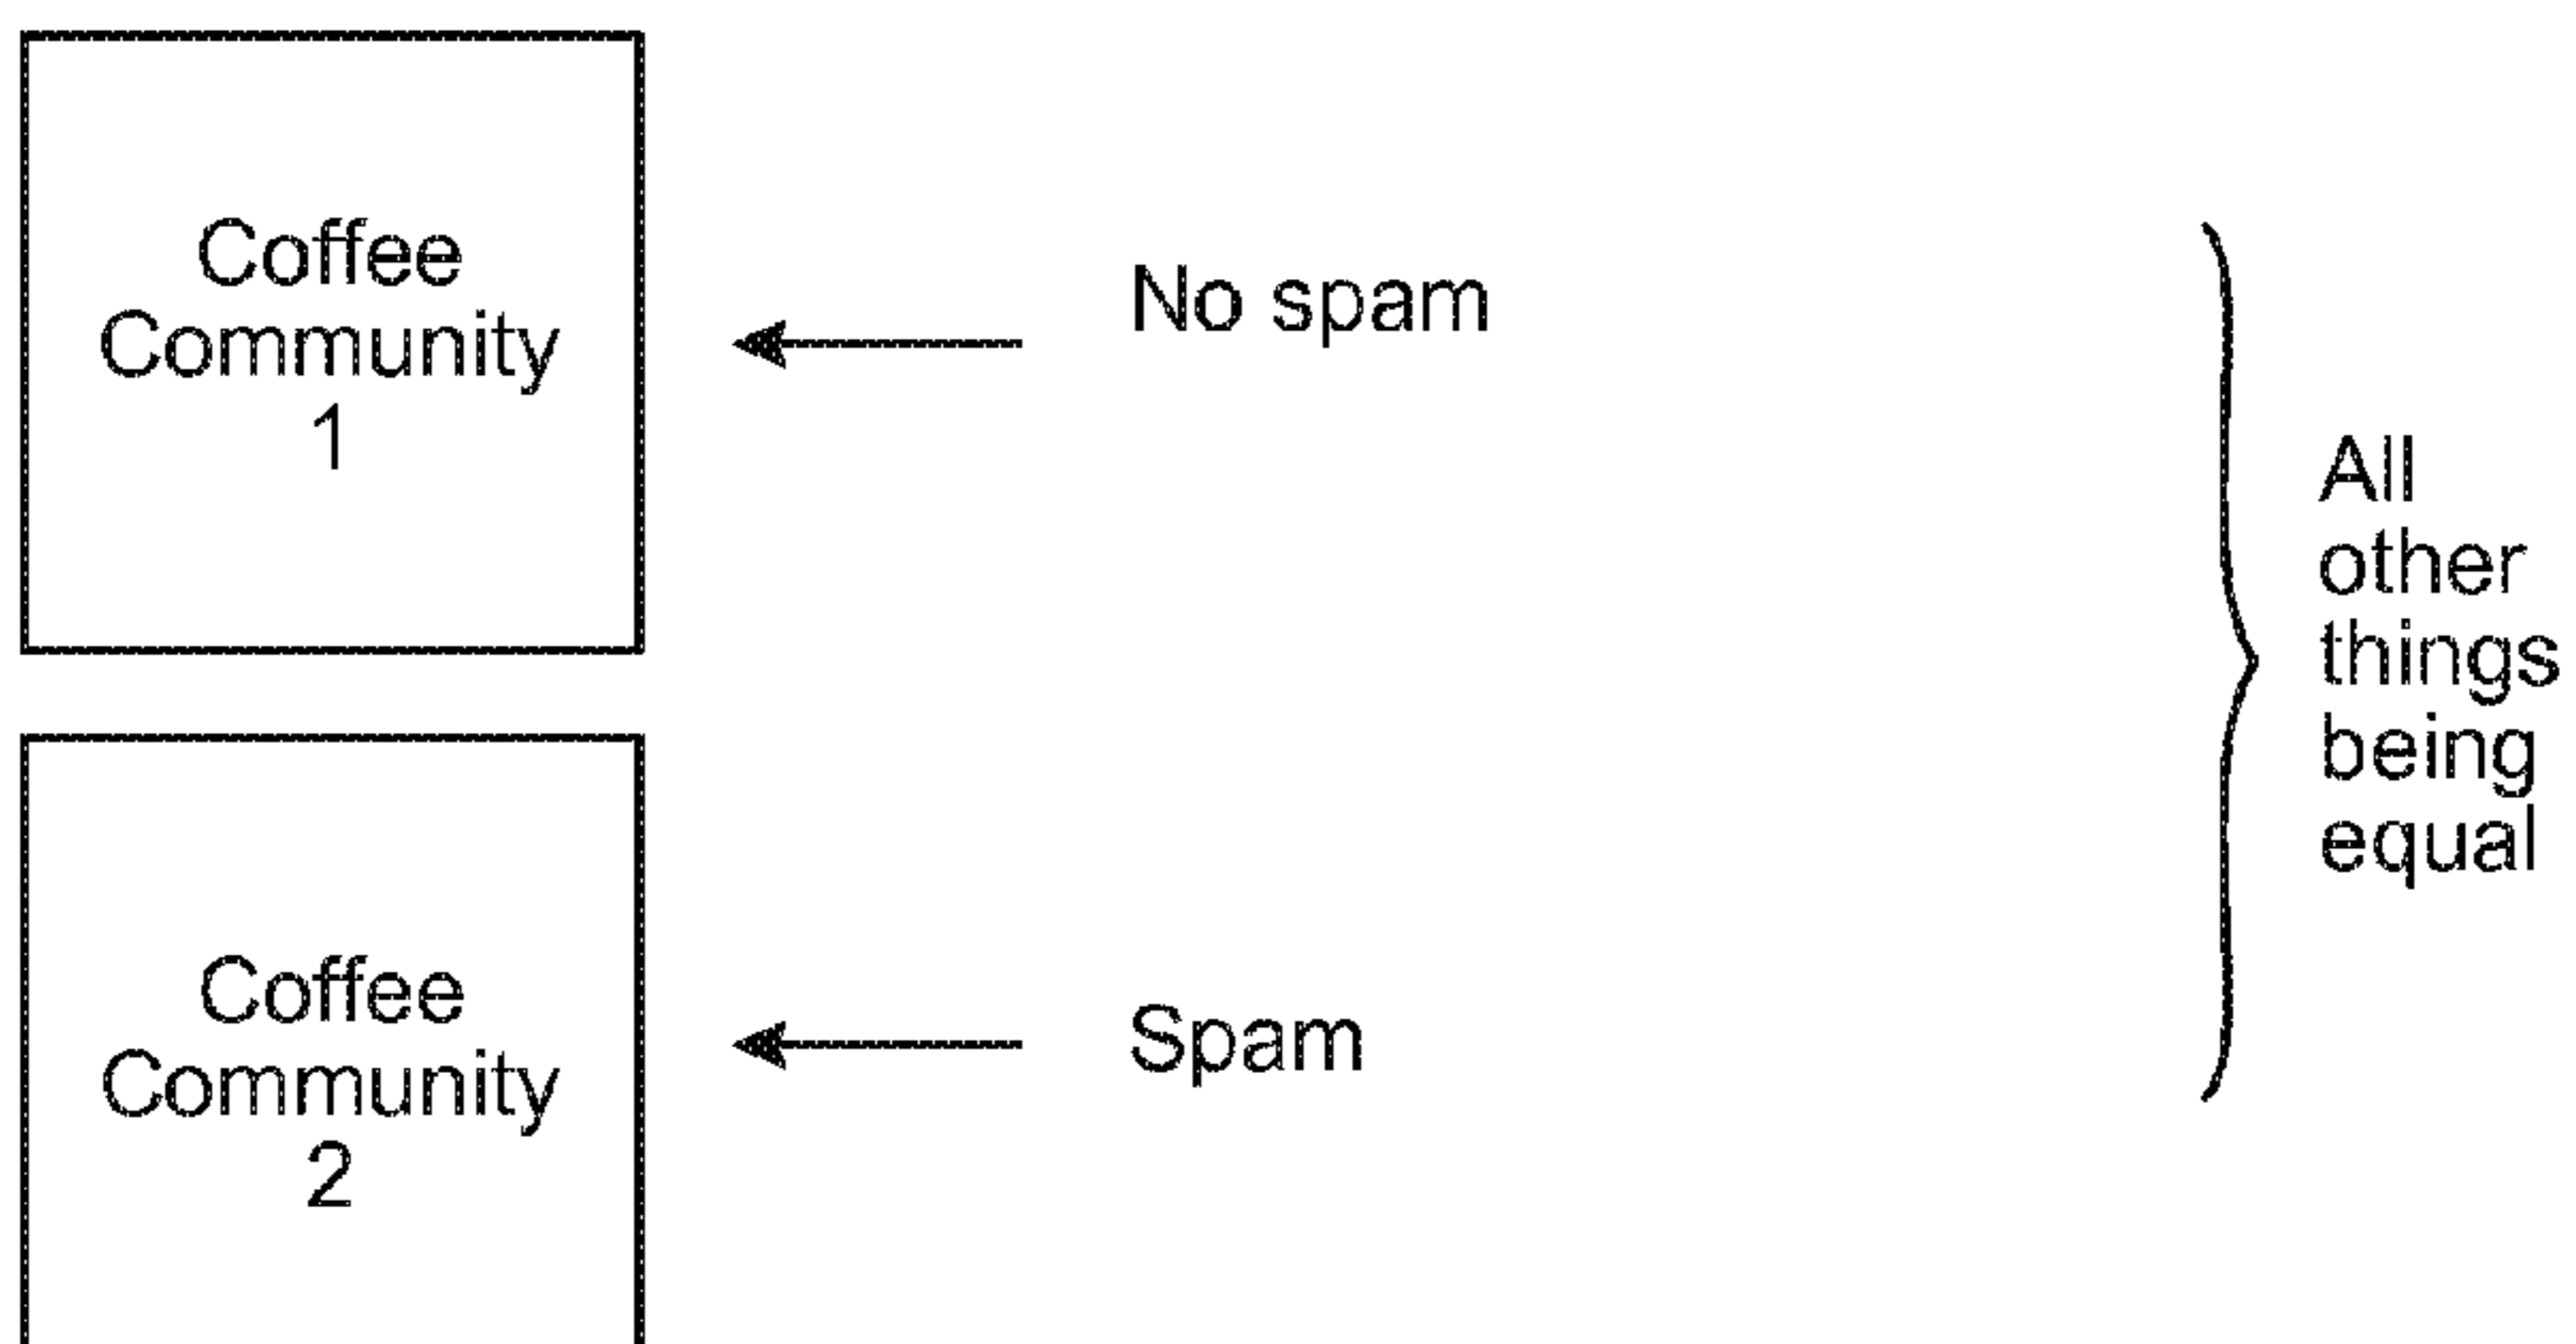 Coffee
Community
1
No spam
Coffee
Community
2
Spam
All
other
things
being
equal